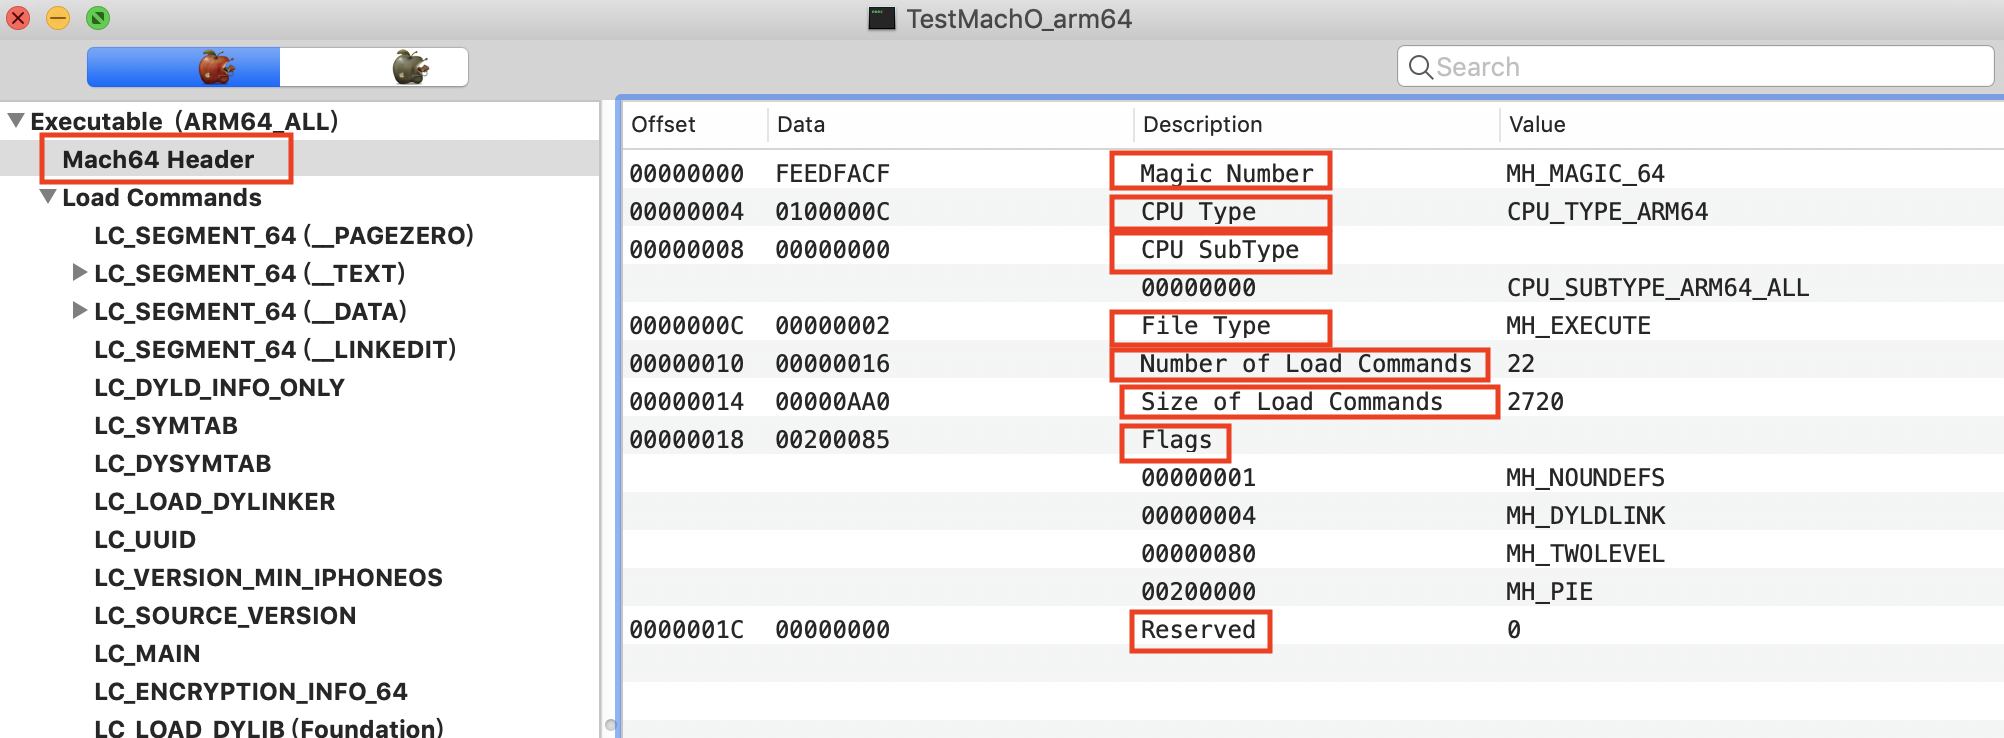 TestMachO_arm64
Search
Executable (ARM64_ALL)
Mach64 Header
Load Commands
LC_SEGMENT_64 (__PAGEZERO)
LC_SEGMENT_64 (__TEXT)
LC_SEGMENT_64 (__DATA)
LC_SEGMENT_64 (__LINKEDIT)
LC_DYLD_INFO_ONLY
LC_SYMTAB
LC_DYSYMTAB
LC_LOAD_DYLINKER
LC_UUID
LC_VERSION_MIN_IPHONEOS
LC_SOURCE_VERSION
LC_MAIN
LC_ENCRYPTION_INFO_64
LC_LOAD_DYLIB (Foundation)
Offset Data Description Value
00000000 FEEDFACF Magic Number MH_MAGIC_64
00000004 0100000C CPU Type CPU_TYPE_ARM64
00000008 00000000 CPU SubType
00000000 CPU_SUBTYPE_ARM64_ALL
0000000C 00000002 File Type MH_EXECUTE
00000010 00000016 Number of Load Commands 22
00000014 00000AA0 Size of Load Commands 2720
00000018 00200085 Flags
00000001 MH_NOUNDEFS
00000004 MH_DYLDLINK
00000080 MH_TWOLEVEL
00200000 MH_PIE
0000001C 00000000 Reserved 0